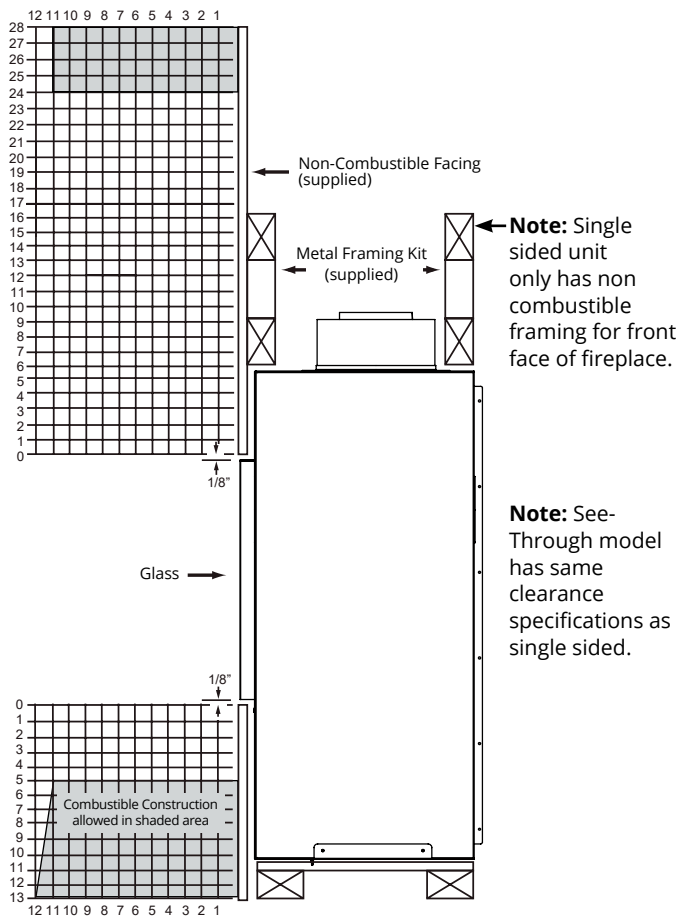 12 11 10 9 8 7 6 5 4 3 2 1
28
27
26
25
24
23
22
21
20
19
18
17
16
15
14
13
12
11
10
9
8
7
6
5
4
3
2
1
0
Non-Combustible Facing
(supplied)
Metal Framing Kit
(supplied)
Note: Single
sided unit
only has non
combustible
framing for front
face of fireplace.
1/8"
Glass
Note: See-
Through model
has same
clearance
specifications as
single sided.
1/8"
0
1
2
3
4
5
6
7
8
9
10
11
12
13
Combustible Construction
allowed in shaded area
12 11 10 9 8 7 6 5 4 3 2 1